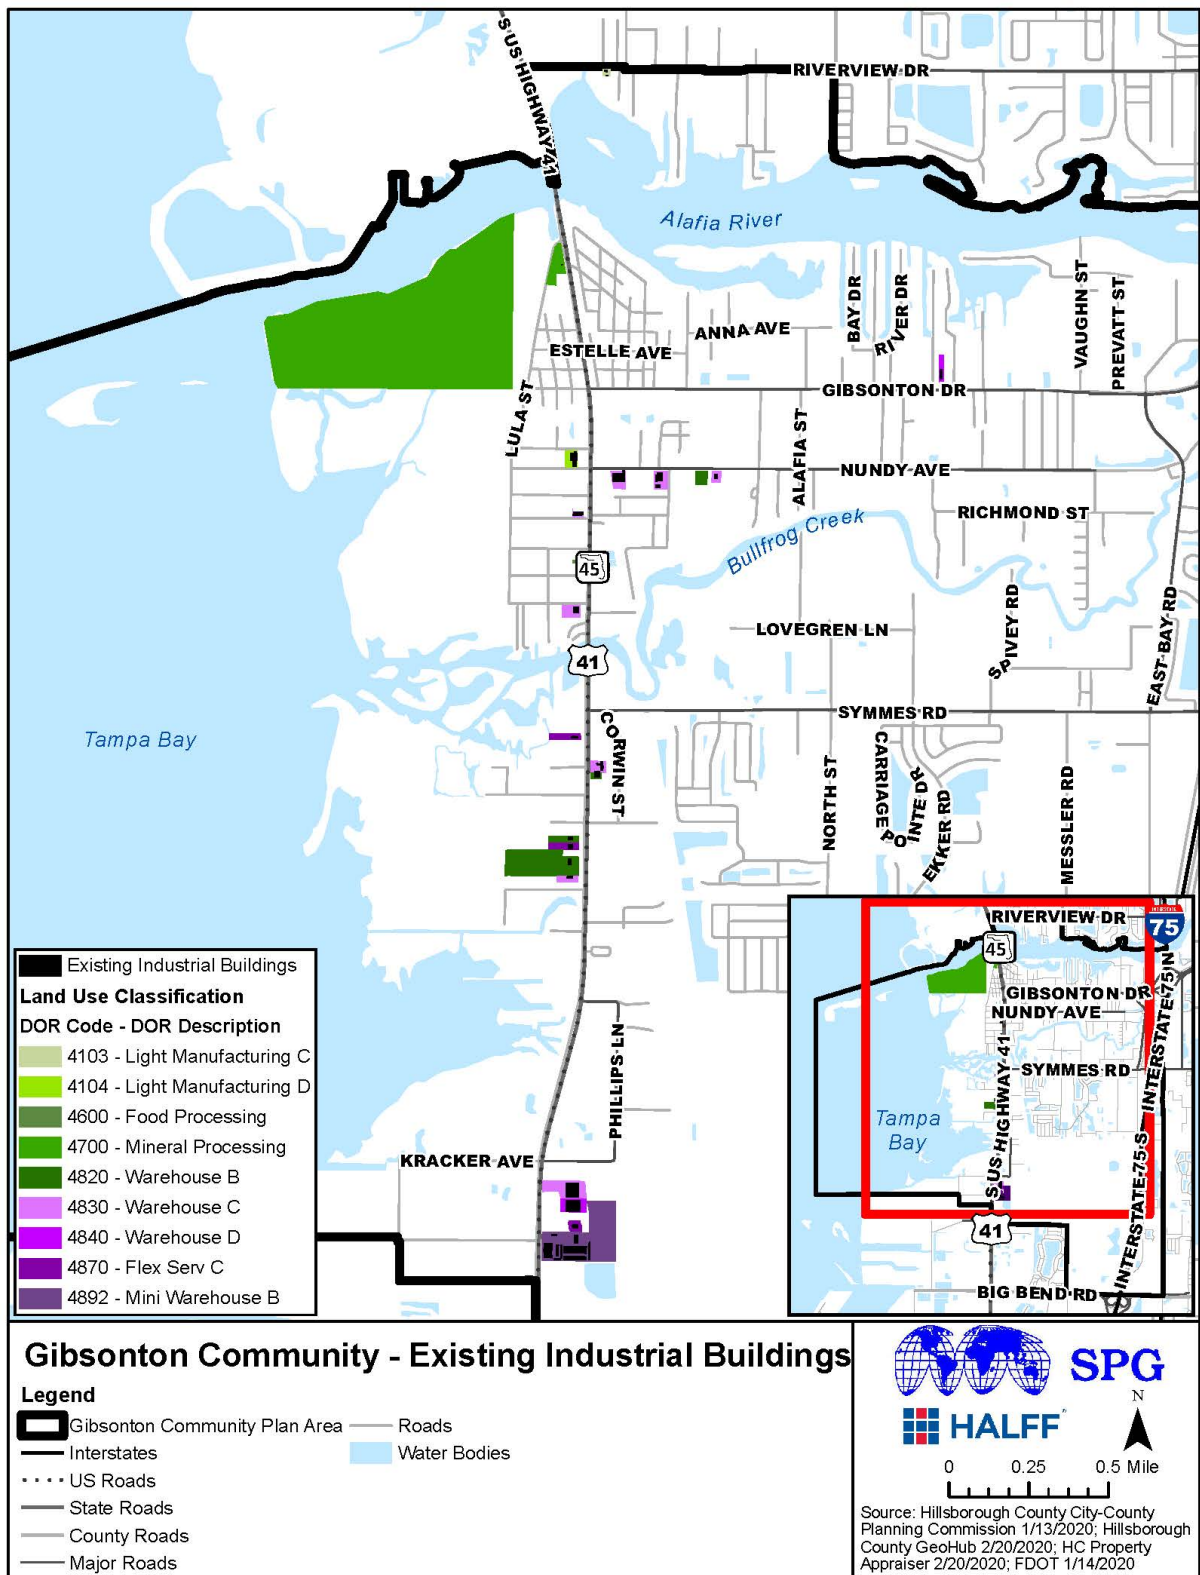 S US HIGHWAY 41
RIVERVIEW DR
Alafia River
VAUGHN ST
PREVATT ST
BAY DR
RIVER DR
ANNA AVE
ESTELLE AVE
GIBSONTON DR
LULA ST
ALAFIA ST
NUNDY AVE
RICHMOND ST
Bullfrog Creek
45
SPIVEY RD
EAST BAY RD
LOVEGREN LN
41
SYMMES RD
Tampa Bay
CORWIN ST
NORTH ST
CARRIAGE POINTE DR
EKKER RD
MESSLER RD
PHILLIPS LN
KRACKER AVE
Existing Industrial Buildings
Land Use Classification
DOR Code - DOR Description
4103 - Light Manufacturing C
4104 - Light Manufacturing D
4600 - Food Processing
4700 - Mineral Processing
4820 - Warehouse B
4830 - Warehouse C
4840 - Warehouse D
4870 - Flex Serv C
4892 - Mini Warehouse B
RIVERVIEW DR
75
45
GIBSONTON DR
NUNDY AVE
SYMMES RD
S US HIGHWAY 41
INTERSTATE 75 N
INTERSTATE 75 S
Tampa
Bay
41
BIG BEND RD
Gibsonton Community - Existing Industrial Buildings
Legend
Gibsonton Community Plan Area
Interstates
US Roads
State Roads
County Roads
Major Roads
Roads
Water Bodies
SPG
HALFF
N
0 0.25 0.5 Mile
Source: Hillsborough County City-County
Planning Commission 1/13/2020; Hillsborough
County GeoHub 2/20/2020; HC Property
Appraiser 2/20/2020; FDOT 1/14/2020